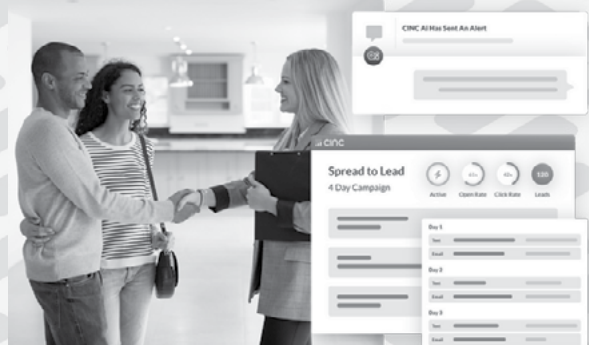 CINC AI Has Sent An Alert
CINC
Spread to Lead
4 Day Campaign
Active
Open Rate
Click Rate
Leads
Day 1
Text
Email
Day 2
Text
Email
Day 3
Text
Email